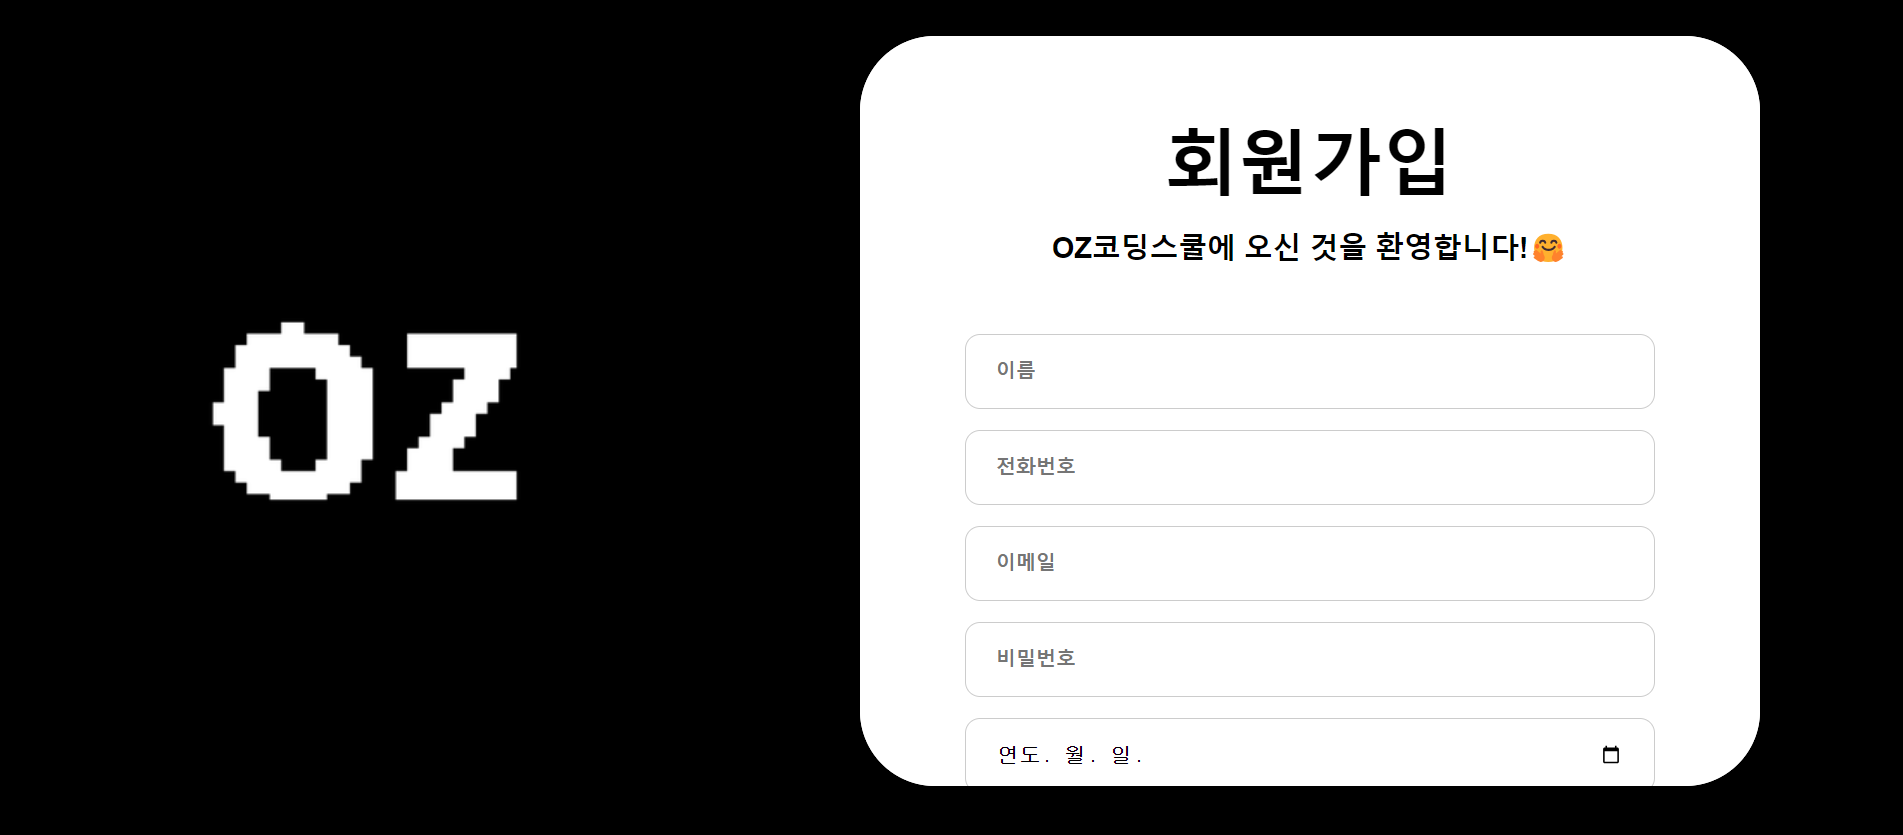 OZ
회원가입
OZ코딩스쿨에 오신 것을 환영합니다!🤗
이름
전화번호
이메일
비밀번호
연도. 월. 일.